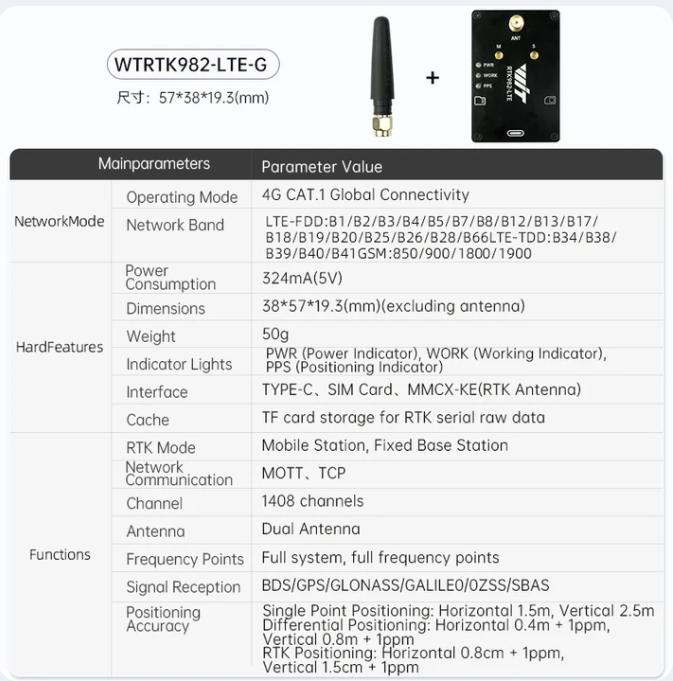 WTRTK982-LTE-G
尺寸：57*38*19.3(mm)
+
ANT
M S
PWR
WORK
PPS
WIT
RTK982-LTE
Mainparameters Parameter Value
NetworkMode
Operating Mode 4G CAT.1 Global Connectivity
Network Band LTE-FDD:B1/B2/B3/B4/B5/B7/B8/B12/B13/B17/
B18/B19/B20/B25/B26/B28/B66LTE-TDD:B34/B38/
B39/B40/B41GSM:850/900/1800/1900
HardFeatures
Power
Consumption 324mA(5V)
Dimensions 38*57*19.3(mm)(excluding antenna)
Weight 50g
Indicator Lights PWR (Power Indicator), WORK (Working Indicator),
PPS (Positioning Indicator)
Interface TYPE-C、SIM Card、MMCX-KE(RTK Antenna)
Cache TF card storage for RTK serial raw data
Functions
RTK Mode Mobile Station, Fixed Base Station
Network
Communication MOTT、TCP
Channel 1408 channels
Antenna Dual Antenna
Frequency Points Full system, full frequency points
Signal Reception BDS/GPS/GLONASS/GALILE0/0ZSS/SBAS
Positioning
Accuracy
Single Point Positioning: Horizontal 1.5m, Vertical 2.5m
Differential Positioning: Horizontal 0.4m + 1ppm,
Vertical 0.8m + 1ppm
RTK Positioning: Horizontal 0.8cm + 1ppm,
Vertical 1.5cm + 1ppm